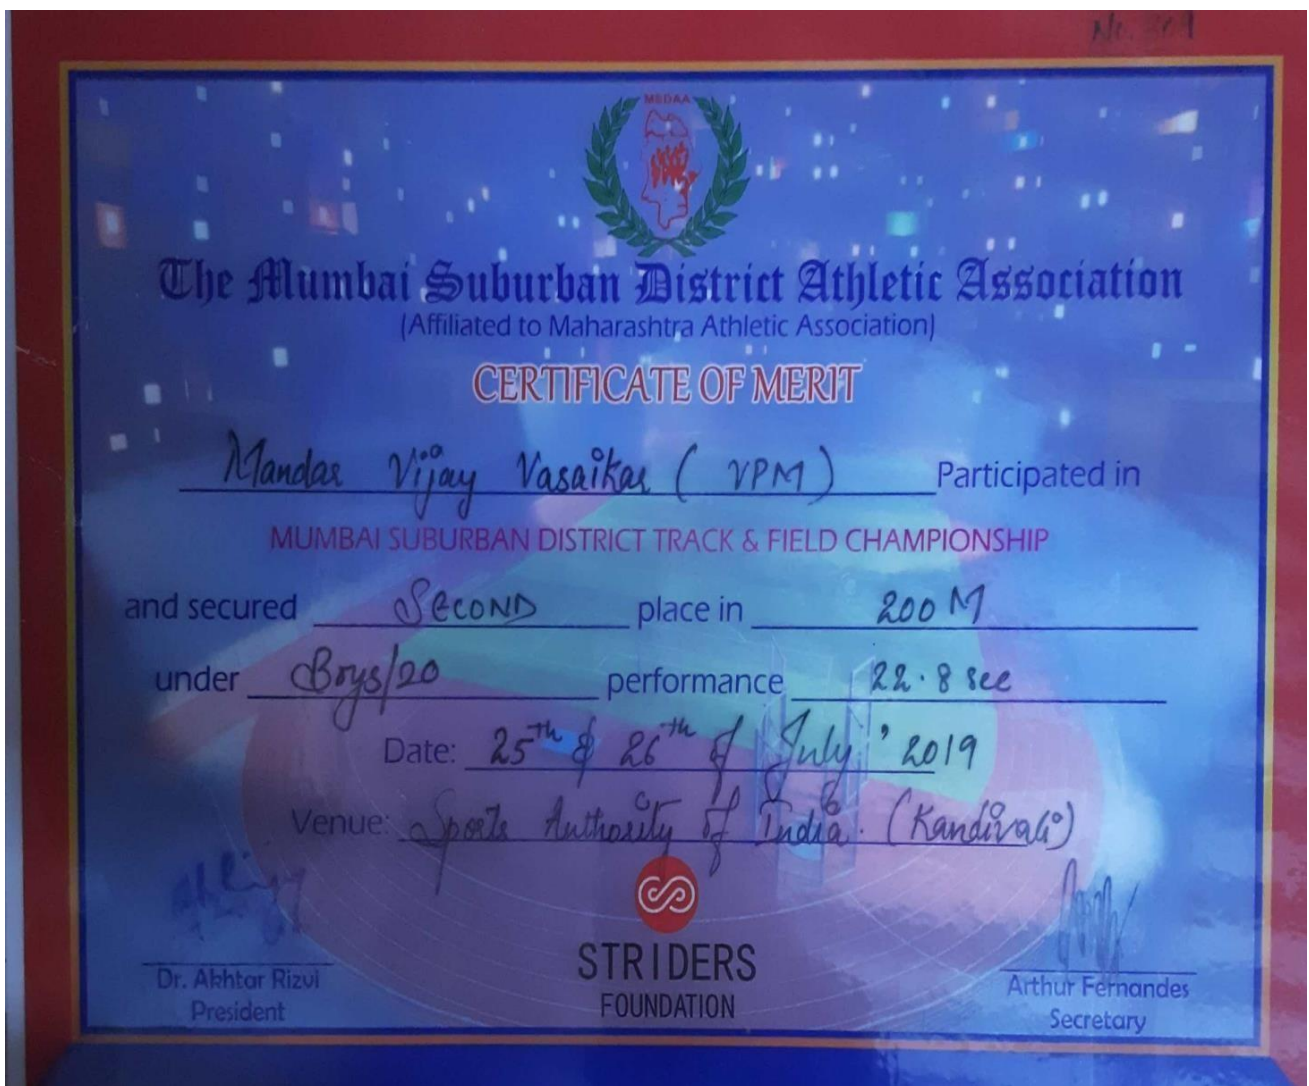 No. 309
MSDAA
The Mumbai Suburban District Athletic Association
(Affiliated to Maharashtra Athletic Association)
CERTIFICATE OF MERIT
Mandar Vijay Vasaikar ( VPM ) Participated in
MUMBAI SUBURBAN DISTRICT TRACK & FIELD CHAMPIONSHIP
and secured SECOND place in 200 M
under Boys/20 performance 22.8 sec
Date: 25th & 26th of July ' 2019
Venue: Sports Authority of India. (Kandivali)
STRIDERS
FOUNDATION
Dr. Akhtar Rizvi
President
Arthur Fernandes
Secretary